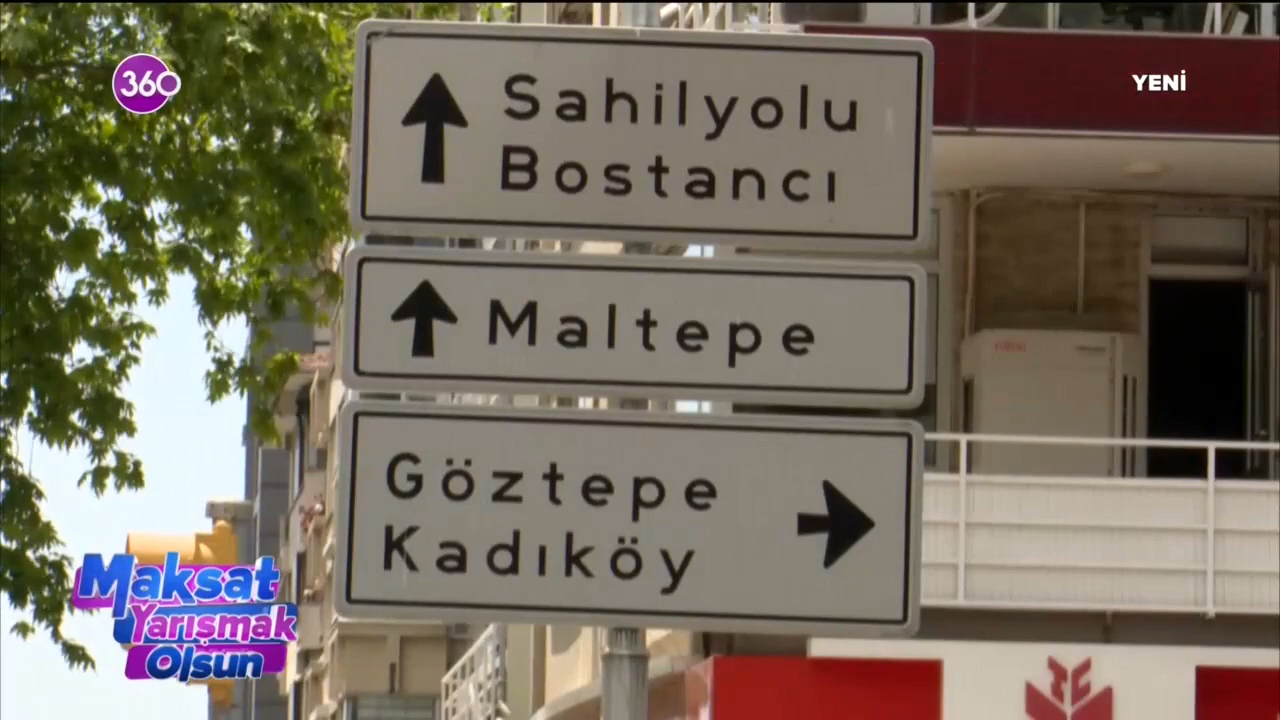 360
YENİ
Sahilyolu
Bostancı
Maltepe
Göztepe
Kadıköy
Maksat
Yarışmak
Olsun